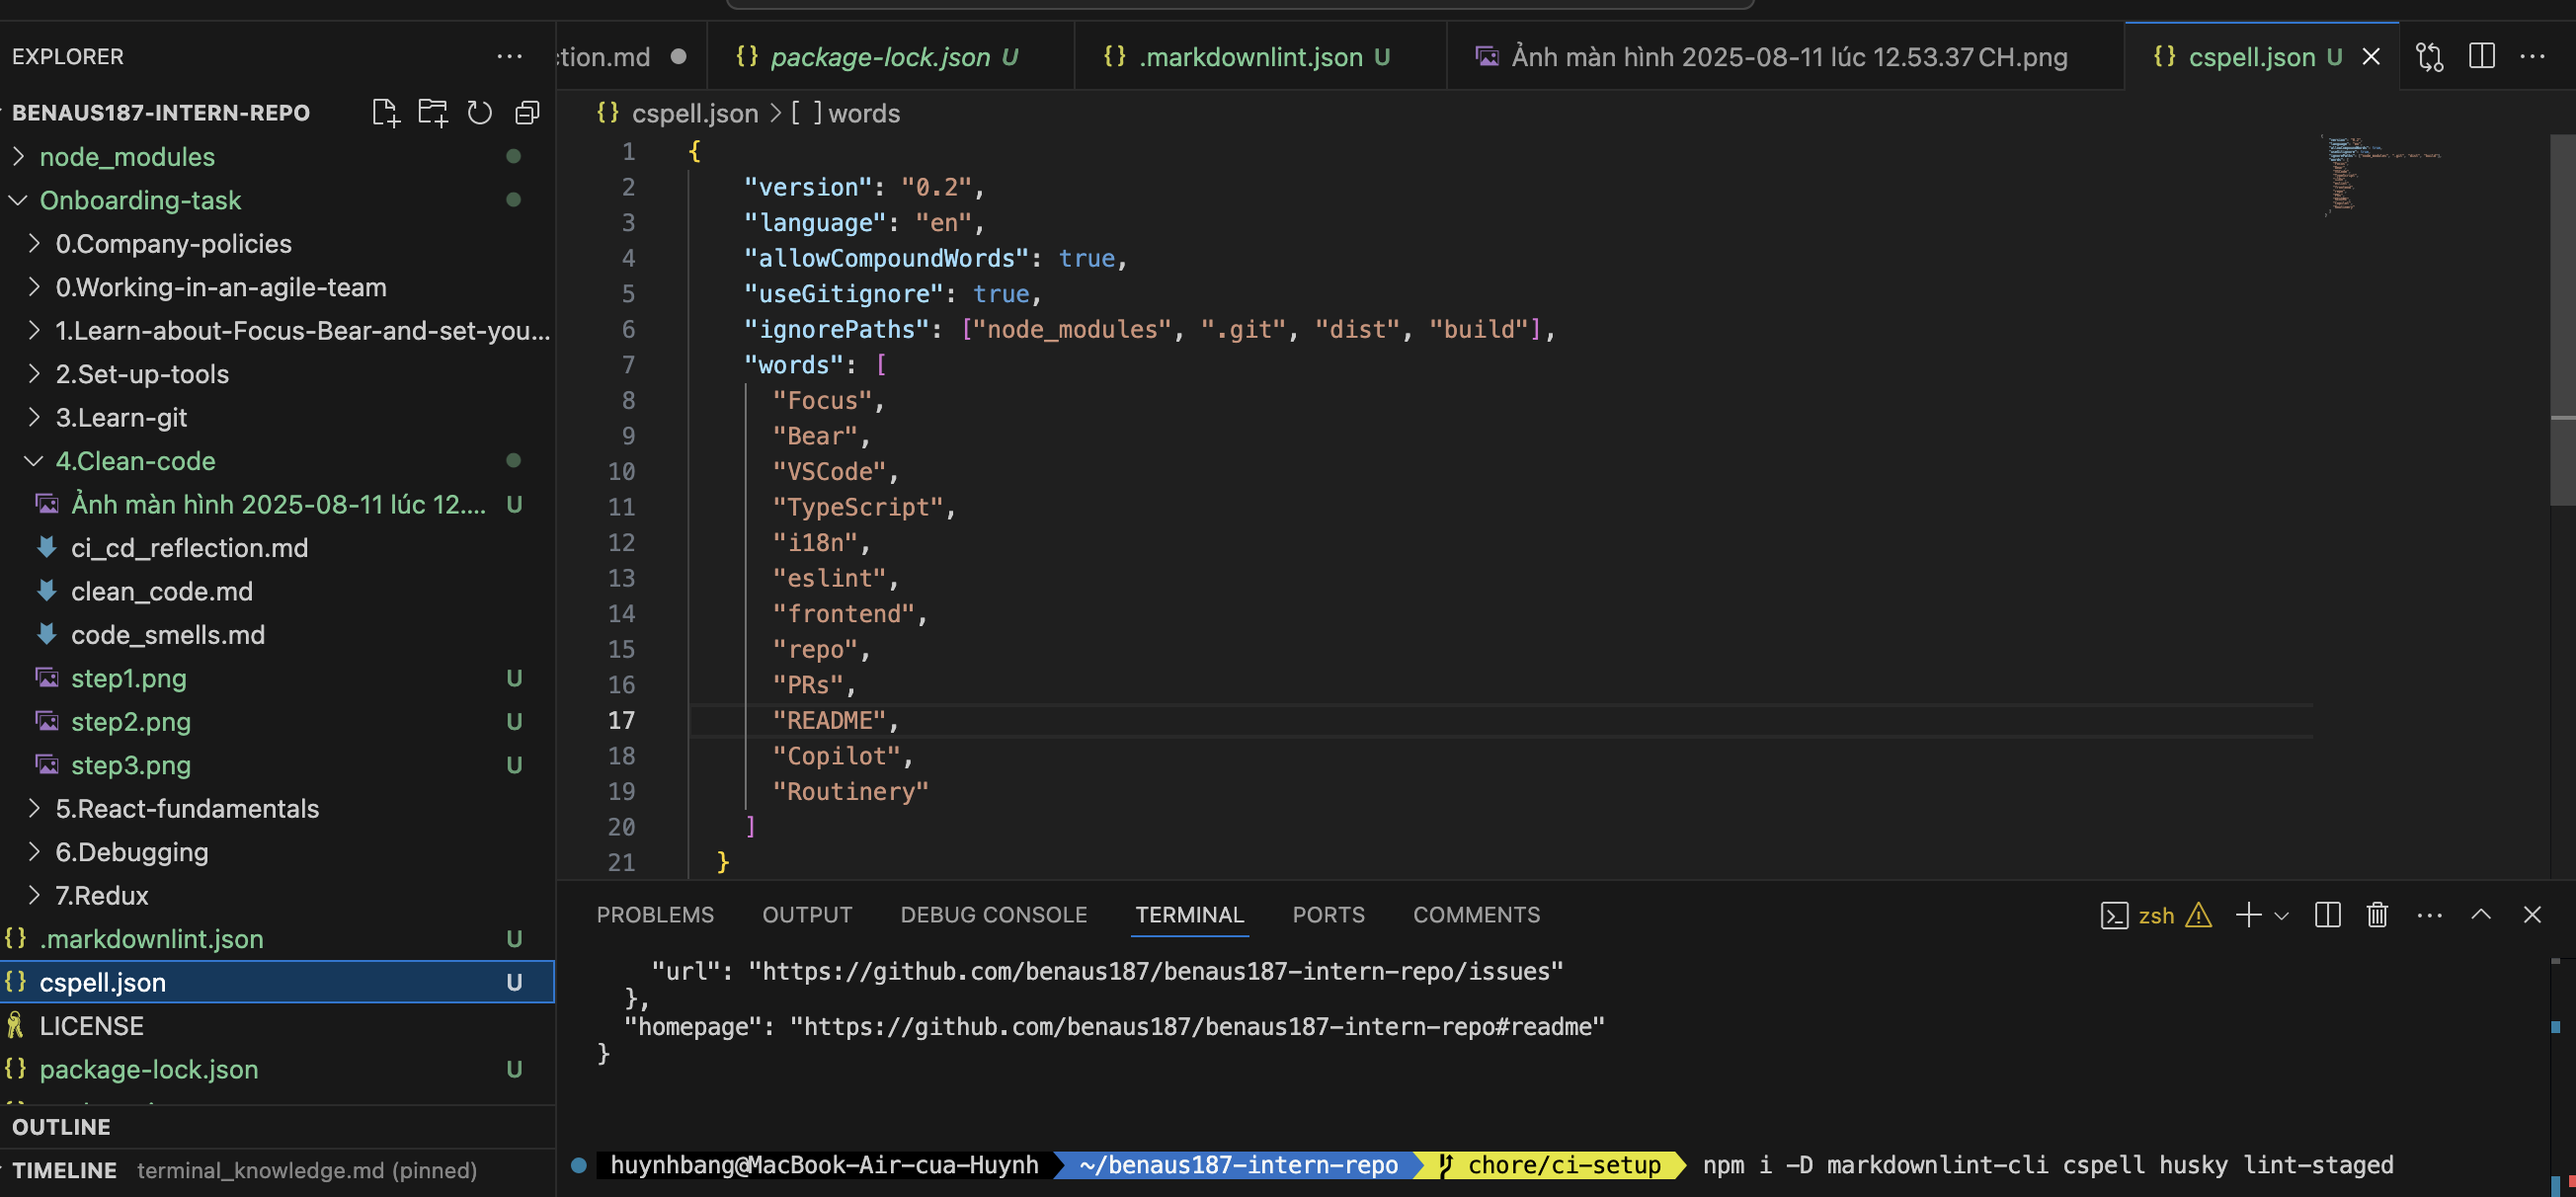 EXPLORER
BENAUS187-INTERN-REPO
node_modules
Onboarding-task
0.Company-policies
0.Working-in-an-agile-team
1.Learn-about-Focus-Bear-and-set-you...
2.Set-up-tools
3.Learn-git
4.Clean-code
Ảnh màn hình 2025-08-11 lúc 12.... U
ci_cd_reflection.md
clean_code.md
code_smells.md
step1.png U
step2.png U
step3.png U
5.React-fundamentals
6.Debugging
7.Redux
.markdownlint.json U
cspell.json U
LICENSE
package-lock.json U
OUTLINE
TIMELINE terminal_knowledge.md (pinned)
ction.md package-lock.json U .markdownlint.json U Ảnh màn hình 2025-08-11 lúc 12.53.37 CH.png cspell.json U
{} cspell.json > [ ] words
1 {
2 "version": "0.2",
3 "language": "en",
4 "allowCompoundWords": true,
5 "useGitignore": true,
6 "ignorePaths": ["node_modules", ".git", "dist", "build"],
7 "words": [
8 "Focus",
9 "Bear",
10 "VSCode",
11 "TypeScript",
12 "i18n",
13 "eslint",
14 "frontend",
15 "repo",
16 "PRs",
17 "README",
18 "Copilot",
19 "Routinery"
20 ]
21 }
PROBLEMS OUTPUT DEBUG CONSOLE TERMINAL PORTS COMMENTS zsh
"url": "https://github.com/benaus187/benaus187-intern-repo/issues"
},
"homepage": "https://github.com/benaus187/benaus187-intern-repo#readme"
}
huynhbang@MacBook-Air-cua-Huynh ~/benaus187-intern-repo chore/ci-setup npm i -D markdownlint-cli cspell husky lint-staged